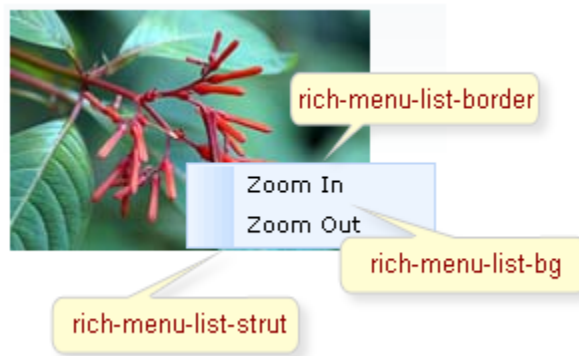 rich-menu-list-border
Zoom In
Zoom Out
rich-menu-list-bg
rich-menu-list-strut